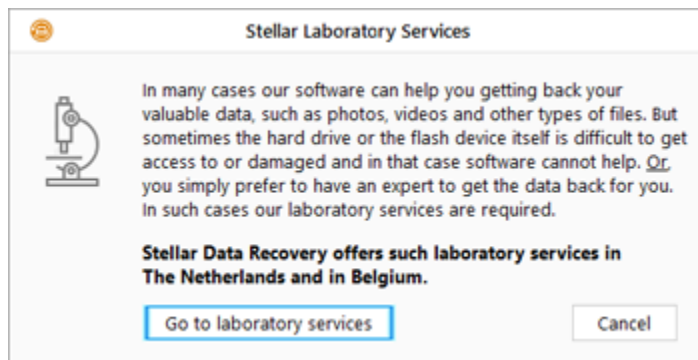 Stellar Laboratory Services
In many cases our software can help you getting back your
valuable data, such as photos, videos and other types of files. But
sometimes the hard drive or the flash device itself is difficult to get
access to or damaged and in that case software cannot help. Or,
you simply prefer to have an expert to get the data back for you.
In such cases our laboratory services are required.
Stellar Data Recovery offers such laboratory services in
The Netherlands and in Belgium.
Go to laboratory services
Cancel